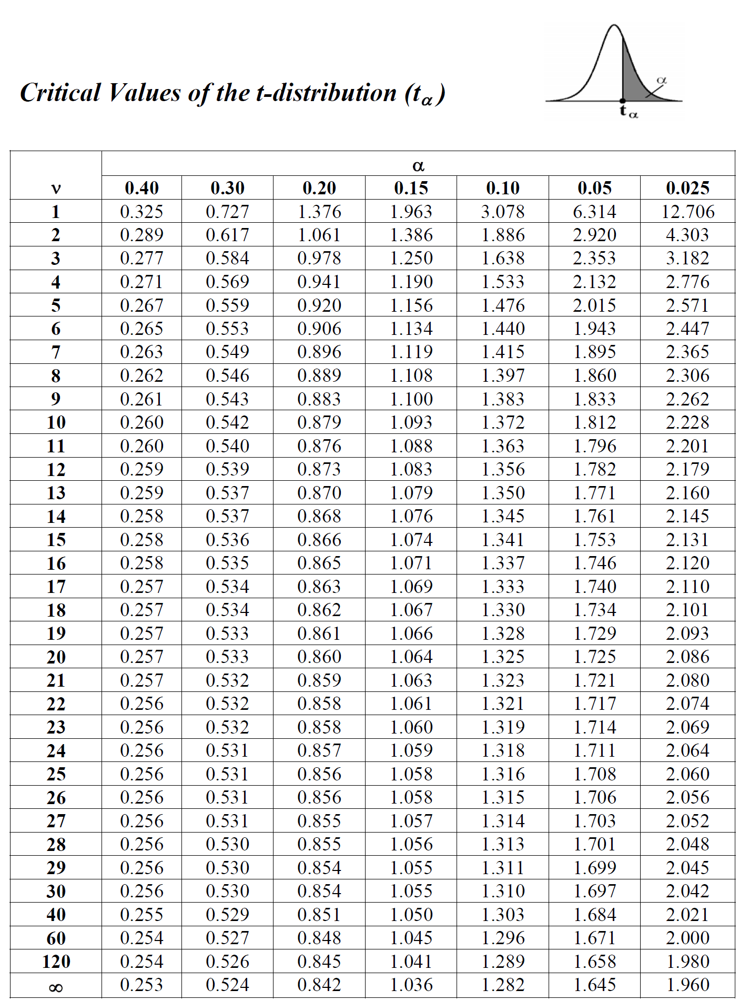 Critical Values of the t-distribution (tα)
α
tα
α
ν 0.40 0.30 0.20 0.15 0.10 0.05 0.025
1 0.325 0.727 1.376 1.963 3.078 6.314 12.706
2 0.289 0.617 1.061 1.386 1.886 2.920 4.303
3 0.277 0.584 0.978 1.250 1.638 2.353 3.182
4 0.271 0.569 0.941 1.190 1.533 2.132 2.776
5 0.267 0.559 0.920 1.156 1.476 2.015 2.571
6 0.265 0.553 0.906 1.134 1.440 1.943 2.447
7 0.263 0.549 0.896 1.119 1.415 1.895 2.365
8 0.262 0.546 0.889 1.108 1.397 1.860 2.306
9 0.261 0.543 0.883 1.100 1.383 1.833 2.262
10 0.260 0.542 0.879 1.093 1.372 1.812 2.228
11 0.260 0.540 0.876 1.088 1.363 1.796 2.201
12 0.259 0.539 0.873 1.083 1.356 1.782 2.179
13 0.259 0.537 0.870 1.079 1.350 1.771 2.160
14 0.258 0.537 0.868 1.076 1.345 1.761 2.145
15 0.258 0.536 0.866 1.074 1.341 1.753 2.131
16 0.258 0.535 0.865 1.071 1.337 1.746 2.120
17 0.257 0.534 0.863 1.069 1.333 1.740 2.110
18 0.257 0.534 0.862 1.067 1.330 1.734 2.101
19 0.257 0.533 0.861 1.066 1.328 1.729 2.093
20 0.257 0.533 0.860 1.064 1.325 1.725 2.086
21 0.257 0.532 0.859 1.063 1.323 1.721 2.080
22 0.256 0.532 0.858 1.061 1.321 1.717 2.074
23 0.256 0.532 0.858 1.060 1.319 1.714 2.069
24 0.256 0.531 0.857 1.059 1.318 1.711 2.064
25 0.256 0.531 0.856 1.058 1.316 1.708 2.060
26 0.256 0.531 0.856 1.058 1.315 1.706 2.056
27 0.256 0.531 0.855 1.057 1.314 1.703 2.052
28 0.256 0.530 0.855 1.056 1.313 1.701 2.048
29 0.256 0.530 0.854 1.055 1.311 1.699 2.045
30 0.256 0.530 0.854 1.055 1.310 1.697 2.042
40 0.255 0.529 0.851 1.050 1.303 1.684 2.021
60 0.254 0.527 0.848 1.045 1.296 1.671 2.000
120 0.254 0.526 0.845 1.041 1.289 1.658 1.980
∞ 0.253 0.524 0.842 1.036 1.282 1.645 1.960